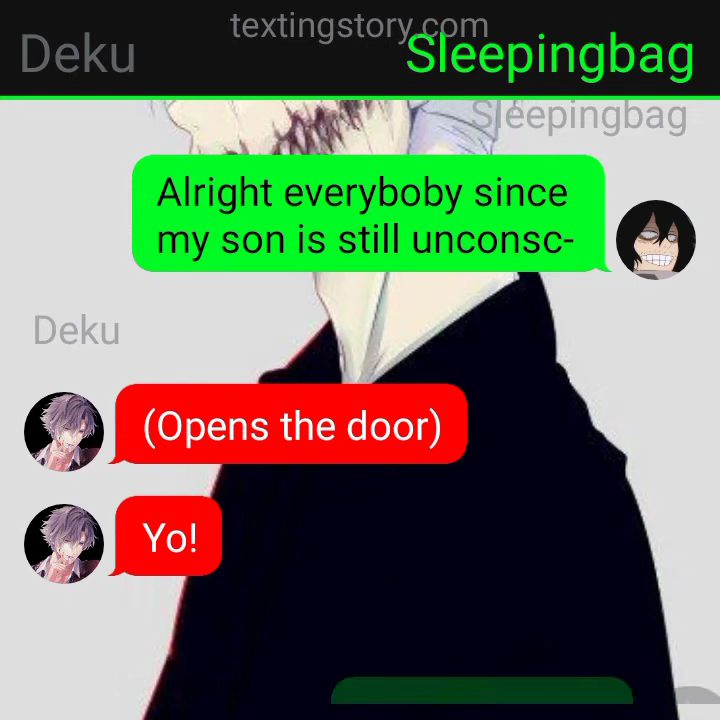 textingstory.com
Deku
Sleepingbag
Sleepingbag
Alright everyboby since
my son is still unconsc-
Deku
(Opens the door)
Yo!